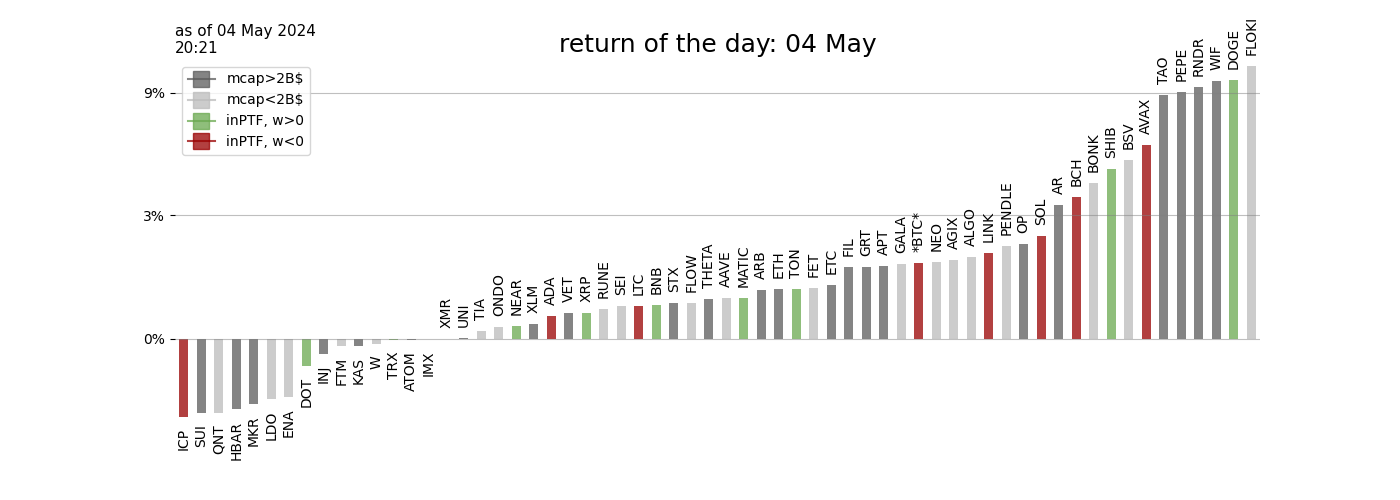 as of 04 May 2024
20:21
return of the day: 04 May
mcap>2B$
mcap<2B$
inPTF, w>0
inPTF, w<0
9%
3%
0%
ICP
SUI
QNT
HBAR
MKR
LDO
ENA
DOT
INJ
FTM
KAS
W
TRX
ATOM
IMX
XMR
UNI
TIA
ONDO
NEAR
XLM
ADA
VET
XRP
RUNE
SEI
LTC
BNB
STX
FLOW
THETA
AAVE
MATIC
ARB
ETH
TON
FET
ETC
FIL
GRT
APT
GALA
*BTC*
NEO
AGIX
ALGO
LINK
PENDLE
OP
SOL
AR
BCH
BONK
SHIB
BSV
AVAX
TAO
PEPE
RNDR
WIF
DOGE
FLOKI